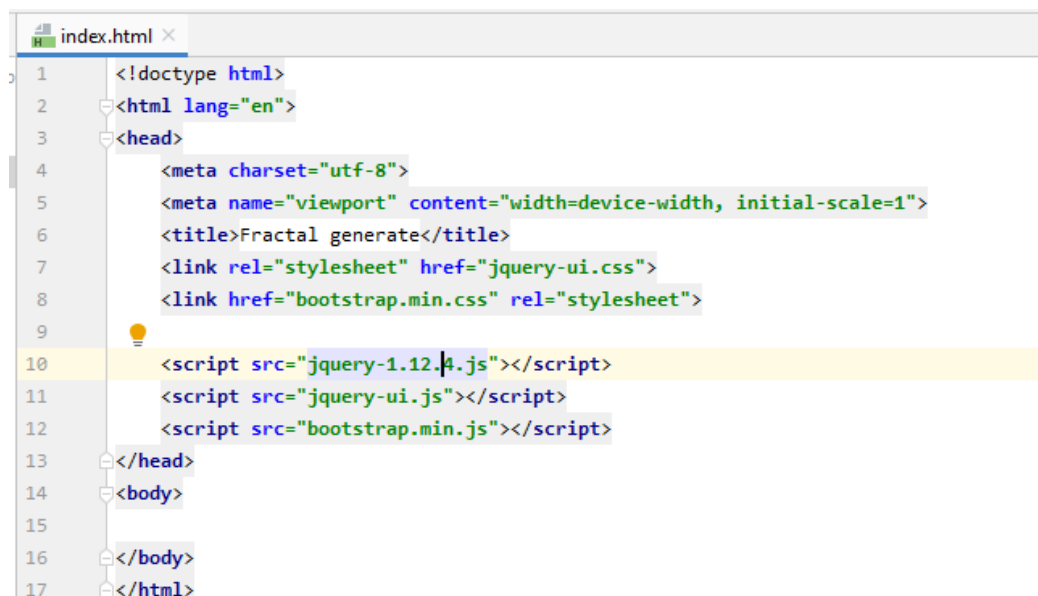 index.html
1 <!doctype html>
2 <html lang="en">
3 <head>
4 <meta charset="utf-8">
5 <meta name="viewport" content="width=device-width, initial-scale=1">
6 <title>Fractal generate</title>
7 <link rel="stylesheet" href="jquery-ui.css">
8 <link href="bootstrap.min.css" rel="stylesheet">
9
10 <script src="jquery-1.12.4.js"></script>
11 <script src="jquery-ui.js"></script>
12 <script src="bootstrap.min.js"></script>
13 </head>
14 <body>
15
16 </body>
17 </html>